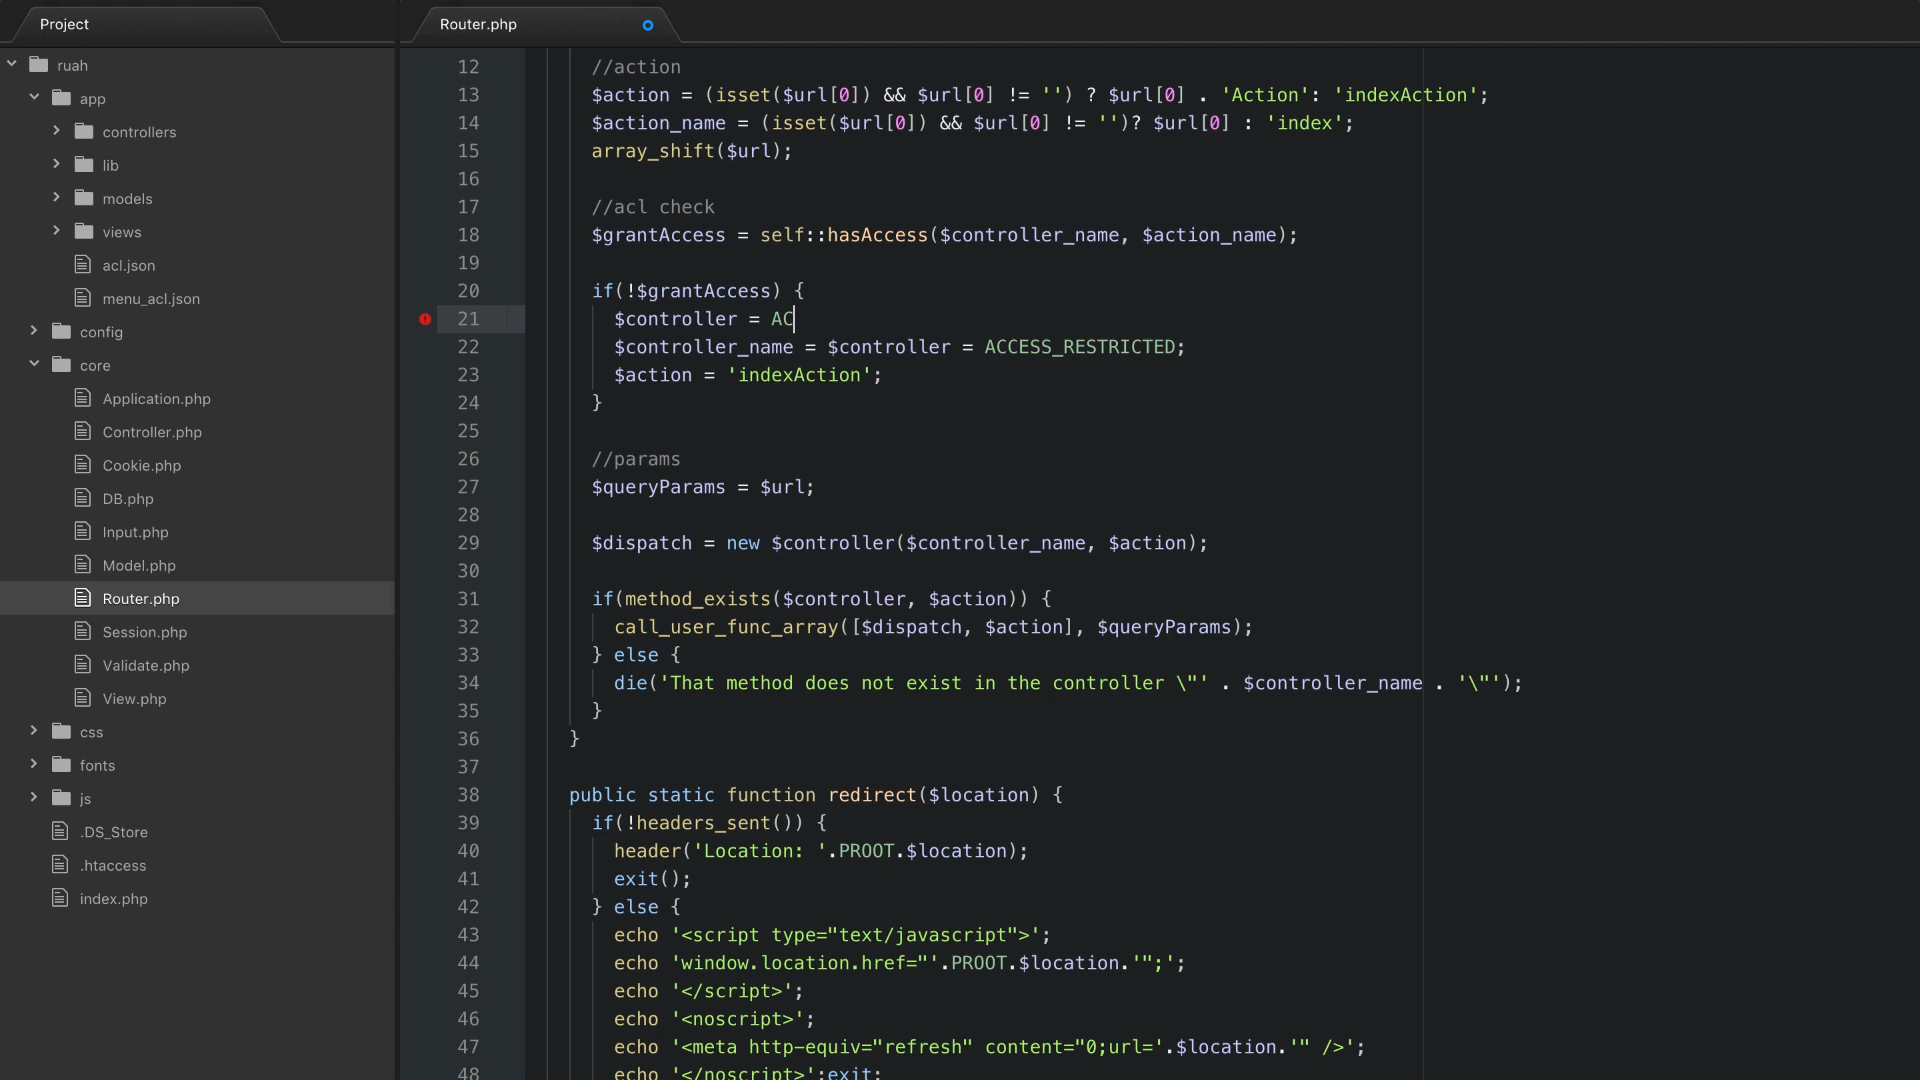 Project
Router.php
ruah
app
controllers
lib
models
views
acl.json
menu_acl.json
config
core
Application.php
Controller.php
Cookie.php
DB.php
Input.php
Model.php
Router.php
Session.php
Validate.php
View.php
css
fonts
js
.DS_Store
.htaccess
index.php
12 //action
13 $action = (isset($url[0]) && $url[0] != '') ? $url[0] . 'Action': 'indexAction';
14 $action_name = (isset($url[0]) && $url[0] != '')? $url[0] : 'index';
15 array_shift($url);
16
17 //acl check
18 $grantAccess = self::hasAccess($controller_name, $action_name);
19
20 if(!$grantAccess) {
21 $controller = AC
22 $controller_name = $controller = ACCESS_RESTRICTED;
23 $action = 'indexAction';
24 }
25
26 //params
27 $queryParams = $url;
28
29 $dispatch = new $controller($controller_name, $action);
30
31 if(method_exists($controller, $action)) {
32 call_user_func_array([$dispatch, $action], $queryParams);
33 } else {
34 die('That method does not exist in the controller \"' . $controller_name . '\"');
35 }
36 }
37
38 public static function redirect($location) {
39 if(!headers_sent()) {
40 header('Location: '.PROOT.$location);
41 exit();
42 } else {
43 echo '<script type="text/javascript">';
44 echo 'window.location.href="'.PROOT.$location.'";';
45 echo '</script>';
46 echo '<noscript>';
47 echo '<meta http-equiv="refresh" content="0;url='.$location.'" />';
48 echo '</noscript>';exit;